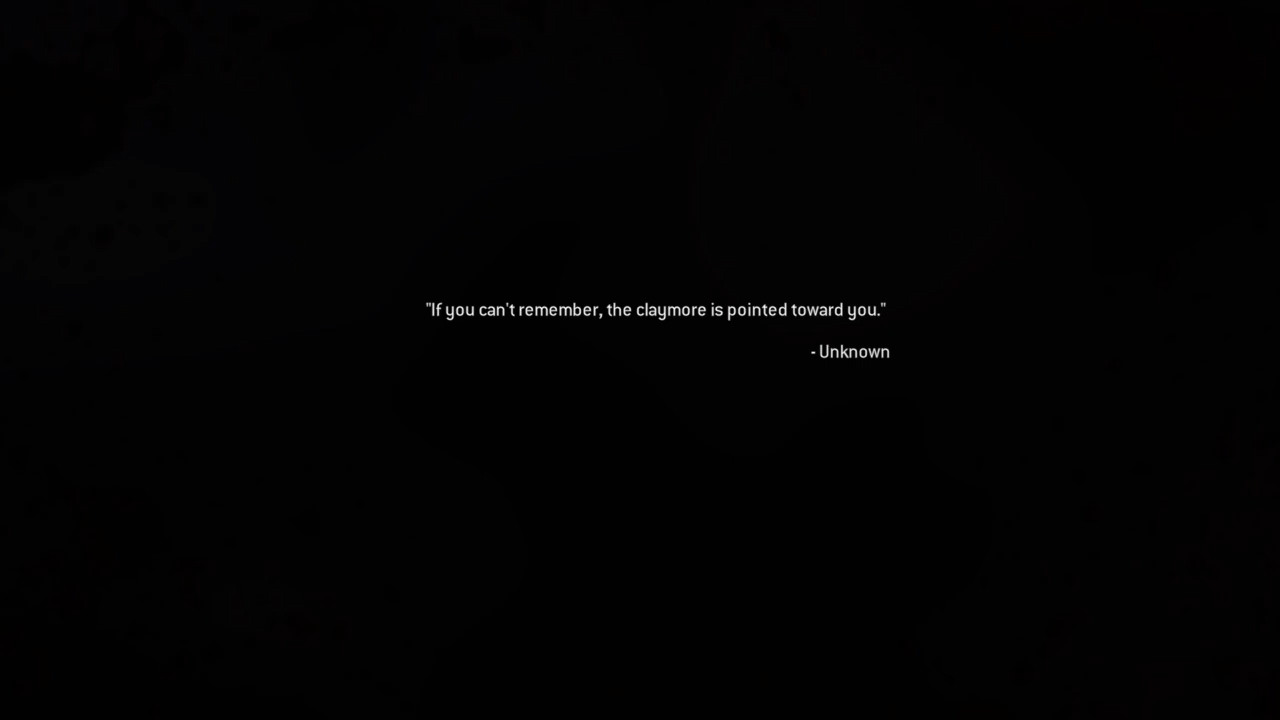 "If you can't remember, the claymore is pointed toward you."
- Unknown